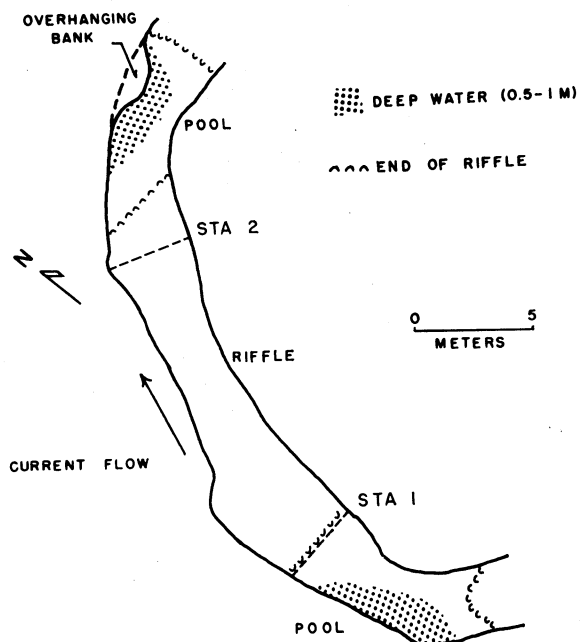 OVERHANGING
BANK
DEEP WATER (0.5-1 M)
POOL
END OF RIFFLE
STA 2
N
0 5
METERS
RIFFLE
CURRENT FLOW
STA 1
POOL